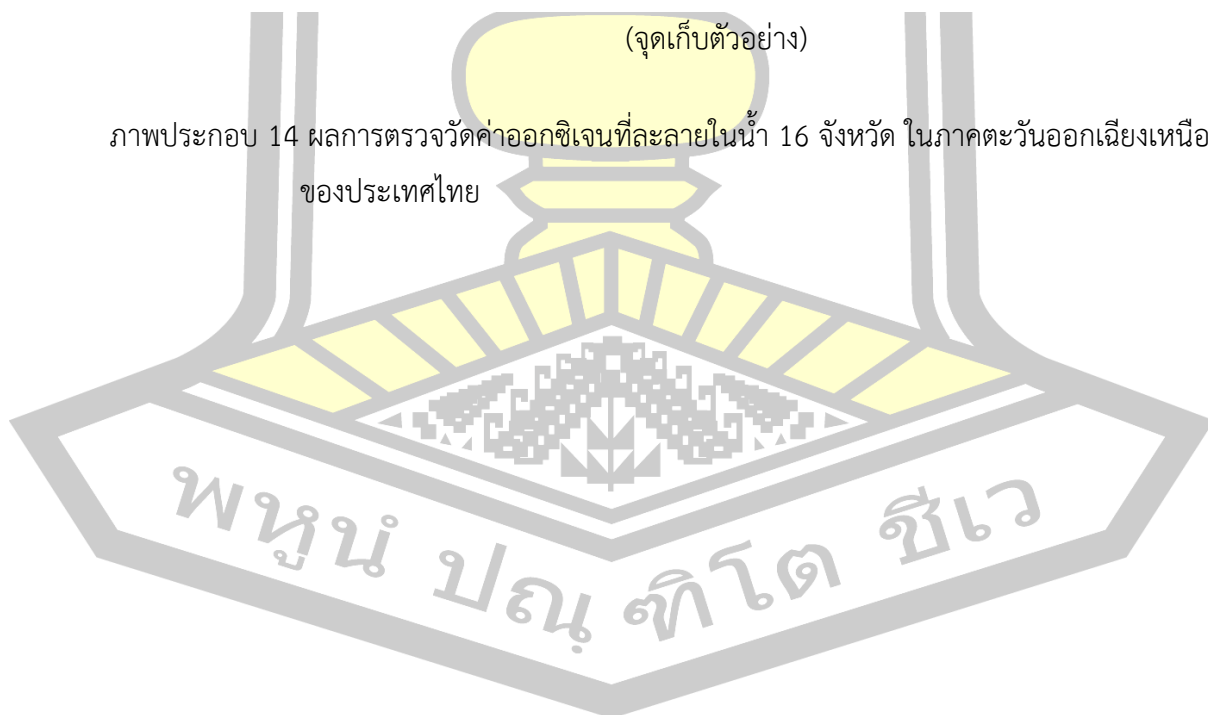 (จุดเก็บตัวอย่าง)
ภาพประกอบ 14 ผลการตรวจวัดค่าออกซิเจนที่ละลายในน้ำ 16 จังหวัด ในภาคตะวันออกเฉียงเหนือ
ของประเทศไทย
พหูนํ ปณฺฑิโต ชีเว